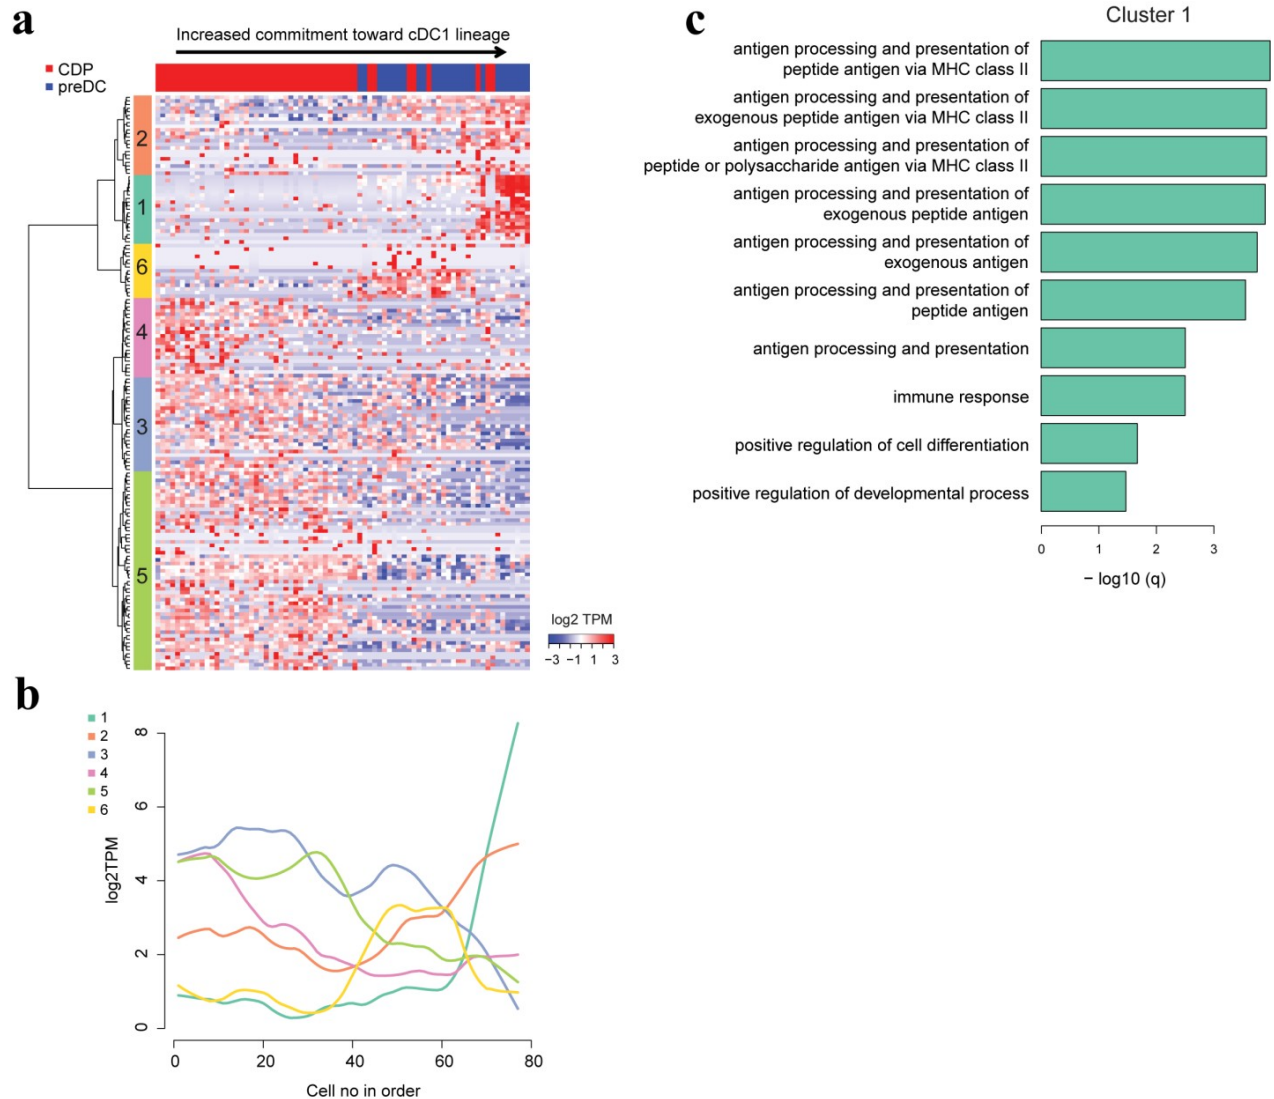 a
Increased commitment toward cDC1 lineage
CDP
preDC
2
1
6
4
3
5
log2 TPM
−3 −1 1 3
b
1
2
3
4
5
6
log2TPM
8
6
4
2
0
0 20 40 60 80
Cell no in order
c
Cluster 1
antigen processing and presentation of
peptide antigen via MHC class II
antigen processing and presentation of
exogenous peptide antigen via MHC class II
antigen processing and presentation of
peptide or polysaccharide antigen via MHC class II
antigen processing and presentation of
exogenous peptide antigen
antigen processing and presentation of
exogenous antigen
antigen processing and presentation of
peptide antigen
antigen processing and presentation
immune response
positive regulation of cell differentiation
positive regulation of developmental process
0 1 2 3
− log10 (q)